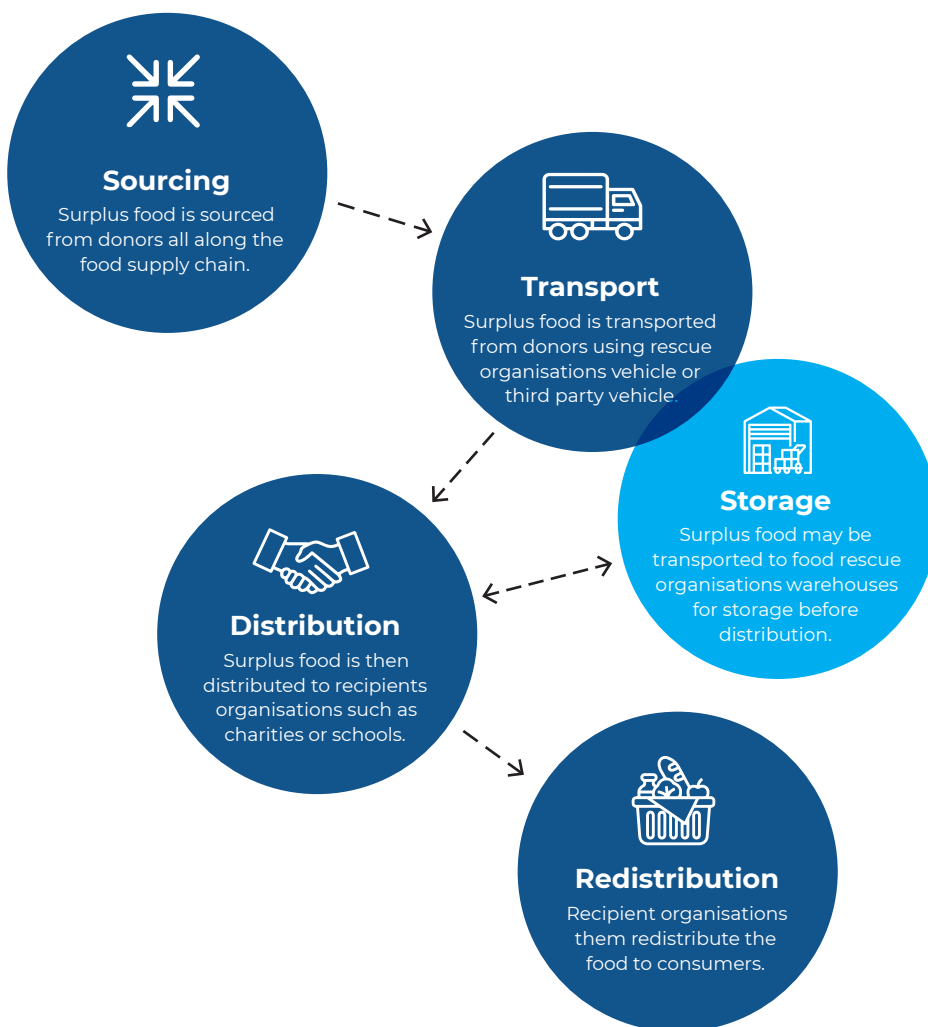 Sourcing
Surplus food is sourced
from donors all along the
food supply chain.
Transport
Surplus food is transported
from donors using rescue
organisations vehicle or
third party vehicle.
Storage
Surplus food may be
transported to food rescue
organisations warehouses
for storage before
distribution.
Distribution
Surplus food is then
distributed to recipients
organisations such as
charities or schools.
Redistribution
Recipient organisations
them redistribute the
food to consumers.